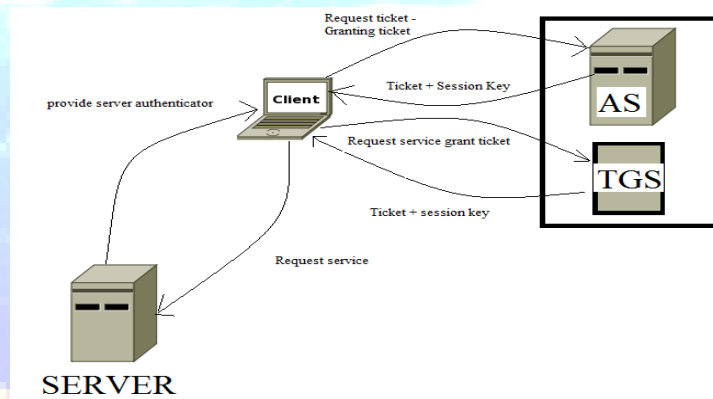 Request ticket -
Granting ticket
Client
Ticket + Session Key
AS
provide server authenticator
Request service grant ticket
TGS
Ticket + session key
Request service
SERVER